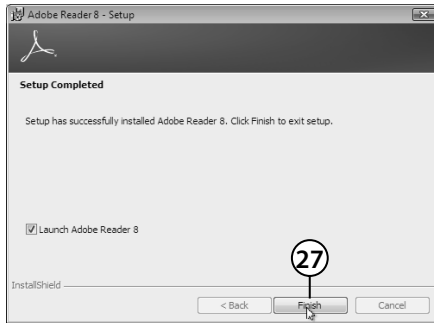 Adobe Reader 8 - Setup
Setup Completed
Setup has successfully installed Adobe Reader 8. Click Finish to exit setup.
Launch Adobe Reader 8
27
InstallShield
< Back Finish Cancel